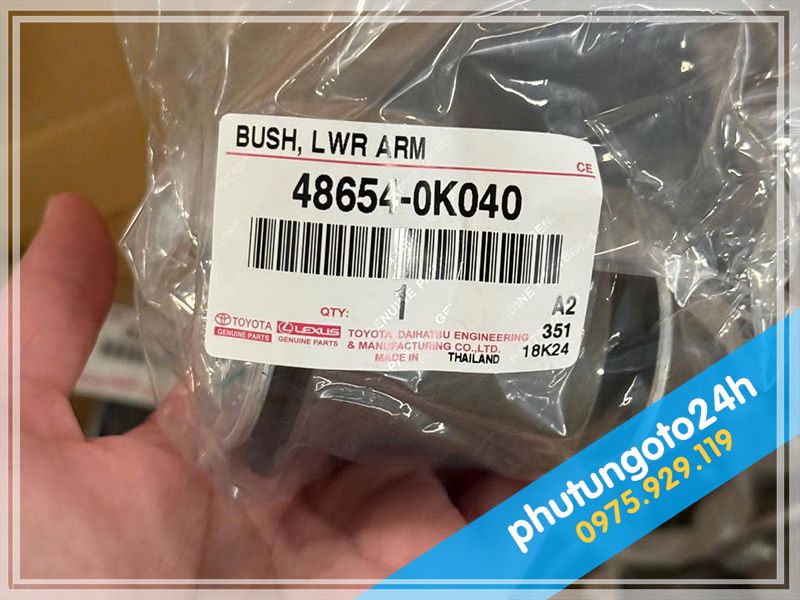 BUSH, LWR ARM
CE
48654-0K040
QTY:
1
A2
TOYOTA
GENUINE PARTS
LEXUS
GENUINE PARTS
TOYOTA DAIHATSU ENGINEERING
& MANUFACTURING CO.,LTD.
MADE IN THAILAND
351
18K24
phutungoto24h
0975.929.119